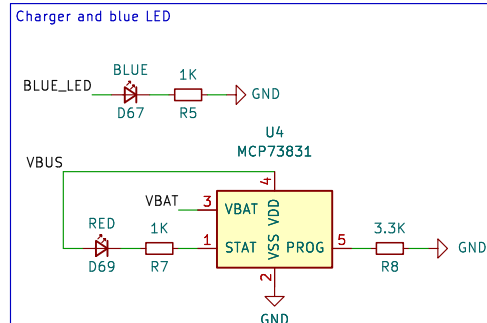 Charger and blue LED
BLUE 1K
BLUE_LED GND
D67 R5
U4
MCP73831
VBUS
4
VBAT 3 VBAT VDD
RED 1K 3.3K
1 STAT VSS PROG 5 GND
D69 R7 2 R8
GND